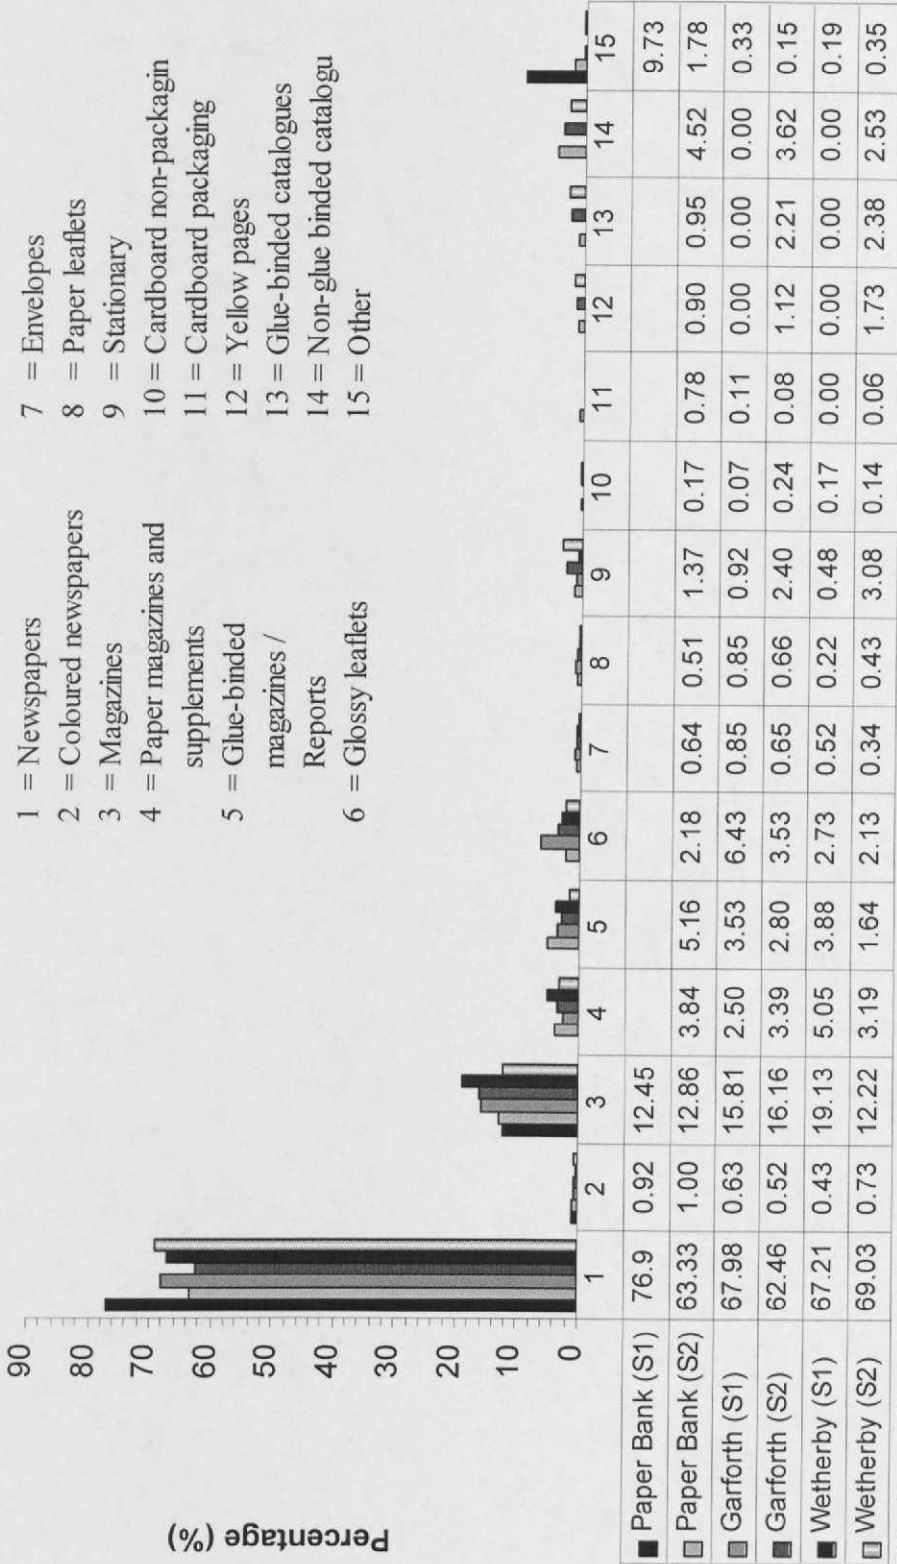 1 = Newspapers
2 = Coloured newspapers
3 = Magazines
4 = Paper magazines and
supplements
5 = Glue-binded
magazines /
Reports
6 = Glossy leaflets
7 = Envelopes
8 = Paper leaflets
9 = Stationary
10 = Cardboard non-packagin
11 = Cardboard packaging
12 = Yellow pages
13 = Glue-binded catalogues
14 = Non-glue binded catalogu
15 = Other
Percentage (%)
90
80
70
60
50
40
30
20
10
0
1 2 3 4 5 6 7 8 9 10 11 12 13 14 15
Paper Bank (S1) 76.9 0.92 12.45 9.73
Paper Bank (S2) 63.33 1.00 12.86 3.84 5.16 2.18 0.64 0.51 1.37 0.17 0.78 0.90 0.95 4.52 1.78
Garforth (S1) 67.98 0.63 15.81 2.50 3.53 6.43 0.85 0.85 0.92 0.07 0.11 0.00 0.00 0.00 0.33
Garforth (S2) 62.46 0.52 16.16 3.39 2.80 3.53 0.65 0.66 2.40 0.24 0.08 1.12 2.21 3.62 0.15
Wetherby (S1) 67.21 0.43 19.13 5.05 3.88 2.73 0.52 0.22 0.48 0.17 0.00 0.00 0.00 0.00 0.19
Wetherby (S2) 69.03 0.73 12.22 3.19 1.64 2.13 0.34 0.43 3.08 0.14 0.06 1.73 2.38 2.53 0.35